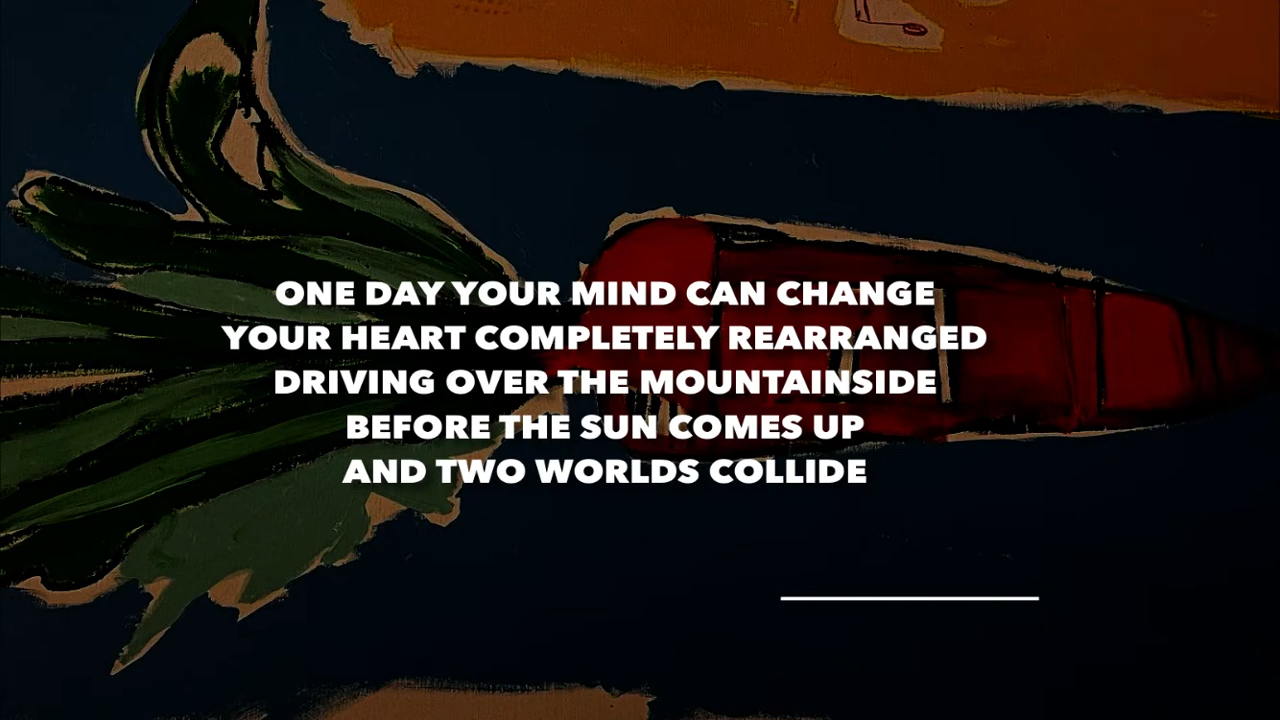 ONE DAY YOUR MIND CAN CHANGE
YOUR HEART COMPLETELY REARRANGED
DRIVING OVER THE MOUNTAINSIDE
BEFORE THE SUN COMES UP
AND TWO WORLDS COLLIDE